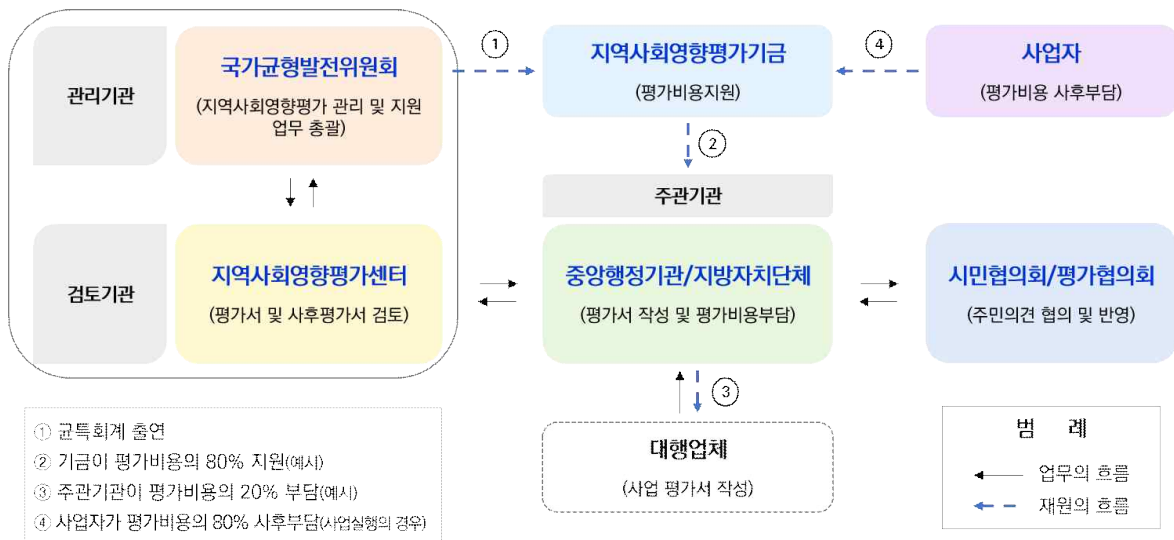 관리기관
국가균형발전위원회
(지역사회영향평가 관리 및 지원
업무 총괄)
①
지역사회영향평가기금
(평가비용지원)
④
사업자
(평가비용 사후부담)
②
주관기관
검토기관
지역사회영향평가센터
(평가서 및 사후평가서 검토)
중앙행정기관/지방자치단체
(평가서 작성 및 평가비용부담)
시민협의회/평가협의회
(주민의견 협의 및 반영)
③
대행업체
(사업 평가서 작성)
① 균특회계 출연
② 기금이 평가비용의 80% 지원(예시)
③ 주관기관이 평가비용의 20% 부담(예시)
④ 사업자가 평가비용의 80% 사후부담(사업실행의 경우)
범 례
업무의 흐름
재원의 흐름